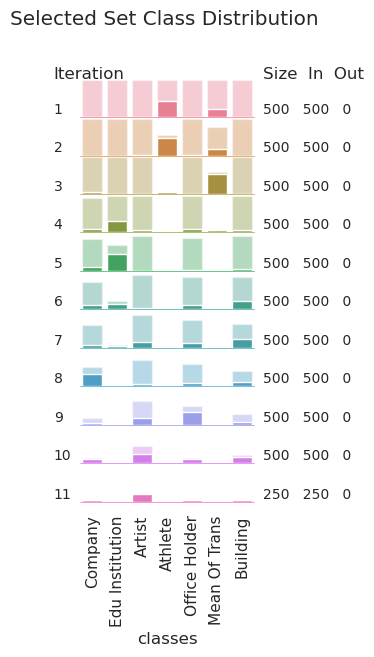 Selected Set Class Distribution
Iteration Size In Out
1 500 500 0
2 500 500 0
3 500 500 0
4 500 500 0
5 500 500 0
6 500 500 0
7 500 500 0
8 500 500 0
9 500 500 0
10 500 500 0
11 250 250 0
Company
Edu Institution
Artist
Athlete
Office Holder
Mean Of Trans
Building
classes